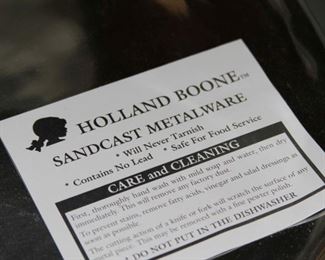 HOLLAND BOONE™
SANDCAST METALWARE
* Will Never Tarnish
* Contains No Lead * Safe For Food Service
CARE and CLEANING
First, thoroughly hand wash with mild soap and water, then dry
immediately. This will remove any factory dust.
To prevent stains, remove fatty acids, vinegar and salad dressings as
soon as possible.
The cutting action of a knife or fork will scratch the surface of any
metal piece. This may be removed with a fine pewter polish.
* DO NOT PUT IN THE DISHWASHER